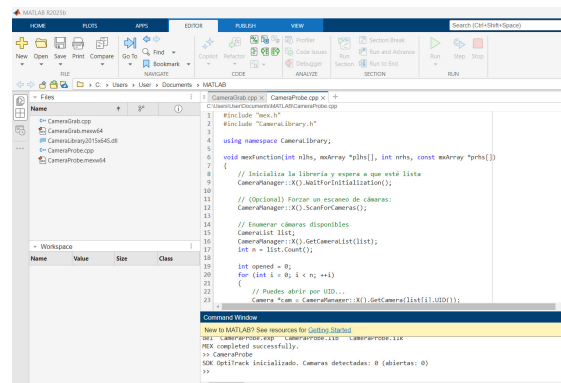 MATLAB R2025b
HOME PLOTS APPS EDITOR PUBLISH VIEW Search (Ctrl+Shift+Space)
New Open Save Print Compare Go To Find Bookmark Copilot Refactor Profiler Code Issues Debugger Run Section Section Break Run and Advance Run to End Run Step Stop
FILE NAVIGATE CODE ANALYZE SECTION RUN
C: › Users › User › Documents › MATLAB
Files
Name
CameraGrab.cpp
CameraGrab.mexw64
CameraLibrary2015x64S.dll
CameraProbe.cpp
CameraProbe.mexw64
Workspace
Name Value Size Class
CameraGrab.cpp × CameraProbe.cpp × +
C:\Users\User\Documents\MATLAB\CameraProbe.cpp
1 #include "mex.h"
2 #include "CameraLibrary.h"
3
4 using namespace CameraLibrary;
5
6 void mexFunction(int nlhs, mxArray *plhs[], int nrhs, const mxArray *prhs[])
7 {
8 // Inicializa la librería y espera a que esté lista
9 CameraManager::X().WaitForInitialization();
10
11 // (Opcional) Forzar un escaneo de cámaras:
12 CameraManager::X().ScanForCameras();
13
14 // Enumerar cámaras disponibles
15 CameraList list;
16 CameraManager::X().GetCameraList(list);
17 int n = list.Count();
18
19 int opened = 0;
20 for (int i = 0; i < n; ++i)
21 {
22 // Puedes abrir por UID...
23 Camera *cam = CameraManager::X().GetCamera(list[i].UID());
Command Window
New to MATLAB? See resources for Getting Started
del "CameraProbe.exp" "CameraProbe.lib" "CameraProbe.ilk"
MEX completed successfully.
>> CameraProbe
SDK OptiTrack inicializado. Camaras detectadas: 0 (abiertas: 0)
>>